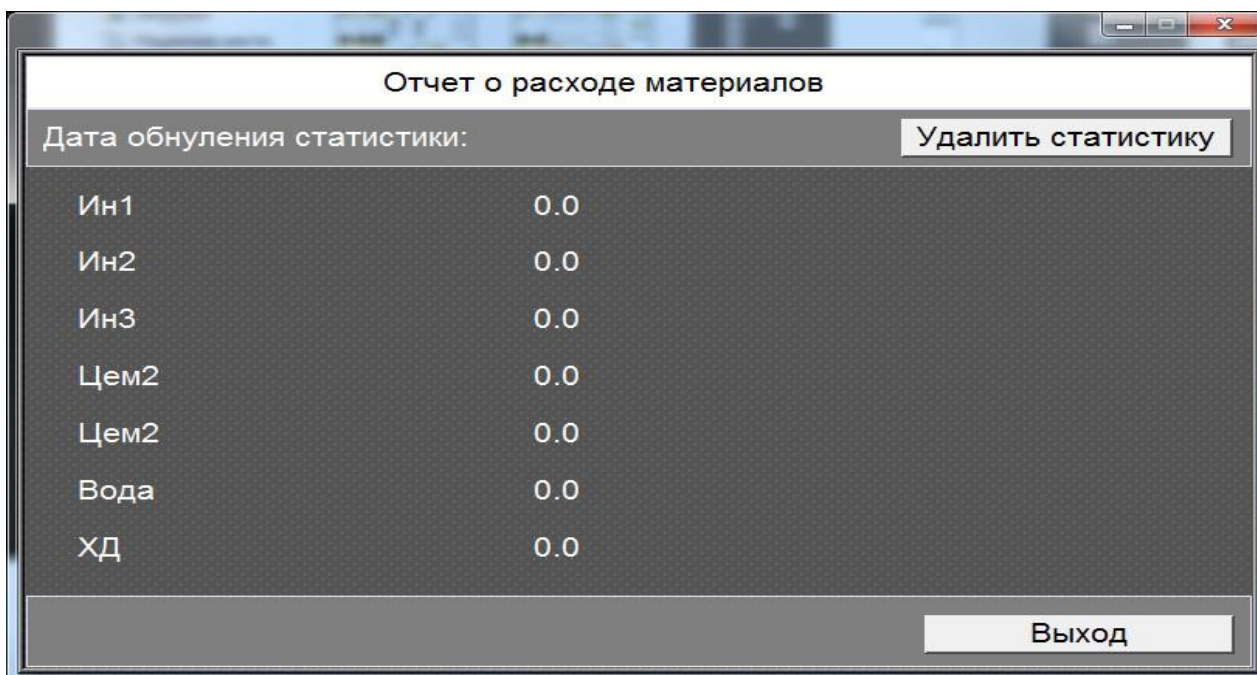 Отчет о расходе материалов
Дата обнуления статистики: Удалить статистику
Ин1 0.0
Ин2 0.0
Ин3 0.0
Цем2 0.0
Цем2 0.0
Вода 0.0
ХД 0.0
Выход